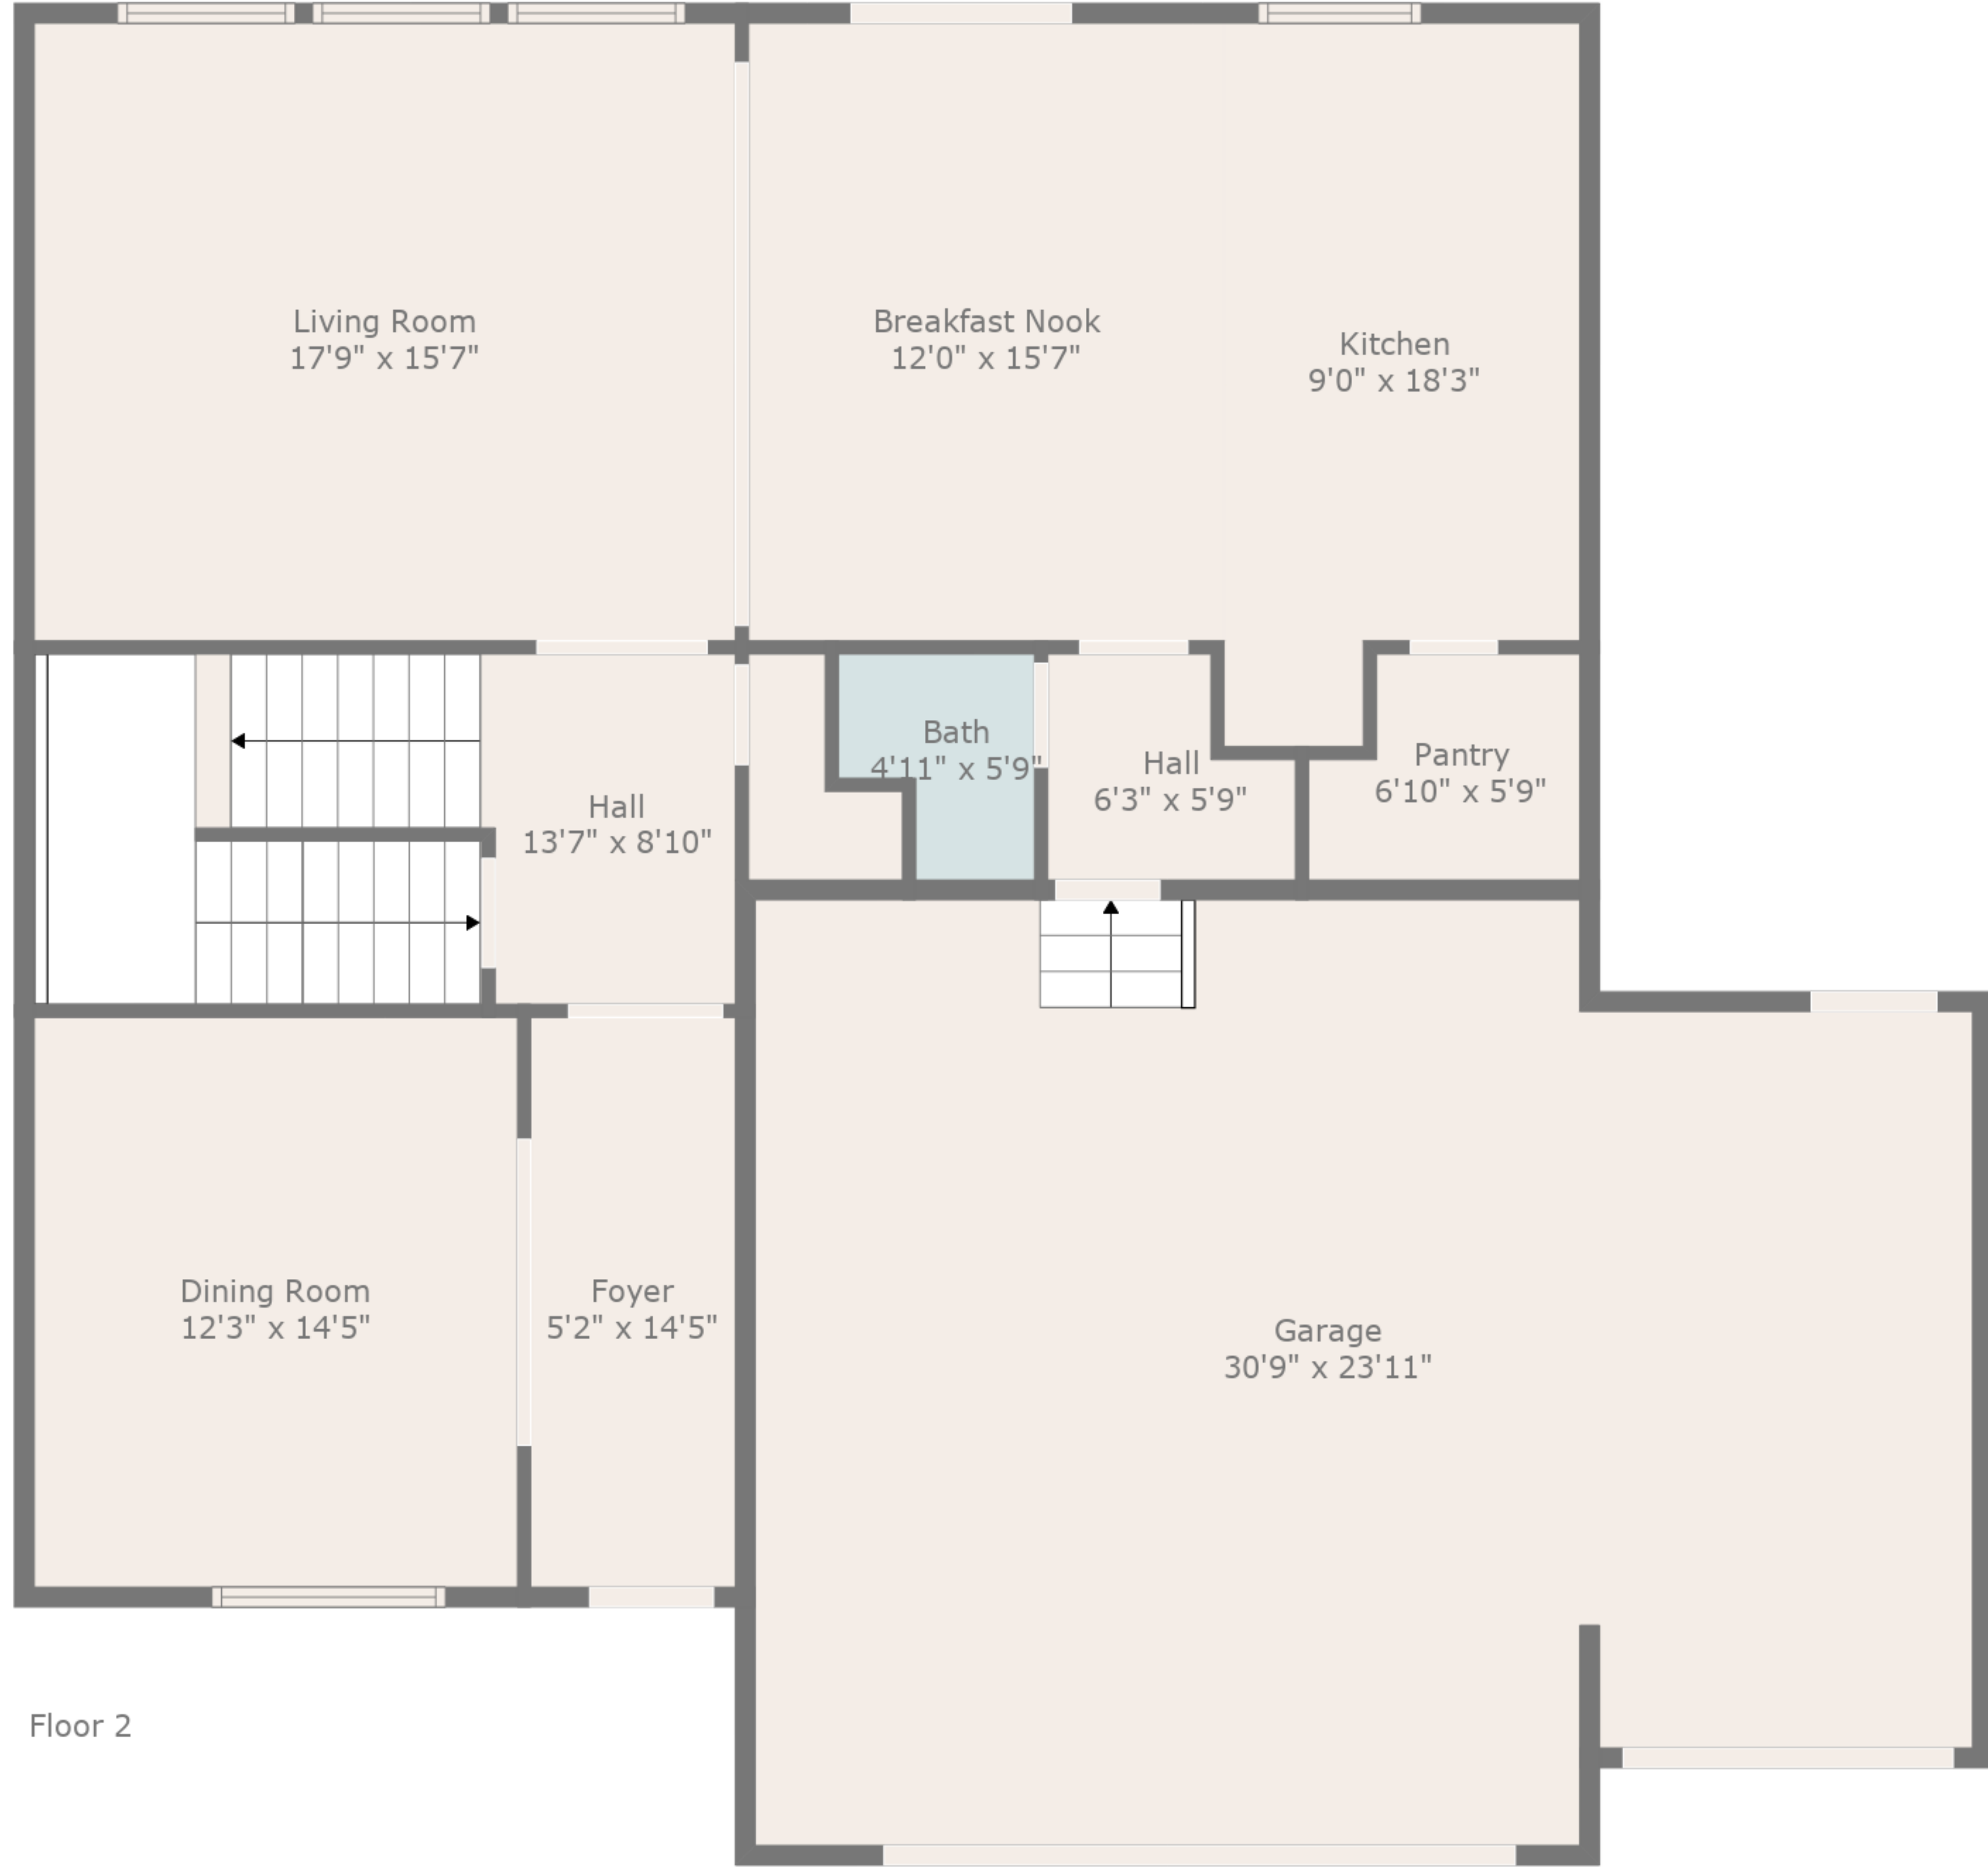 Living Room
17'9" x 15'7"
Breakfast Nook
12'0" x 15'7"
Kitchen
9'0" x 18'3"
Bath
4'11" x 5'9"
Hall
6'3" x 5'9"
Pantry
6'10" x 5'9"
Hall
13'7" x 8'10"
Dining Room
12'3" x 14'5"
Foyer
5'2" x 14'5"
Garage
30'9" x 23'11"
Floor 2